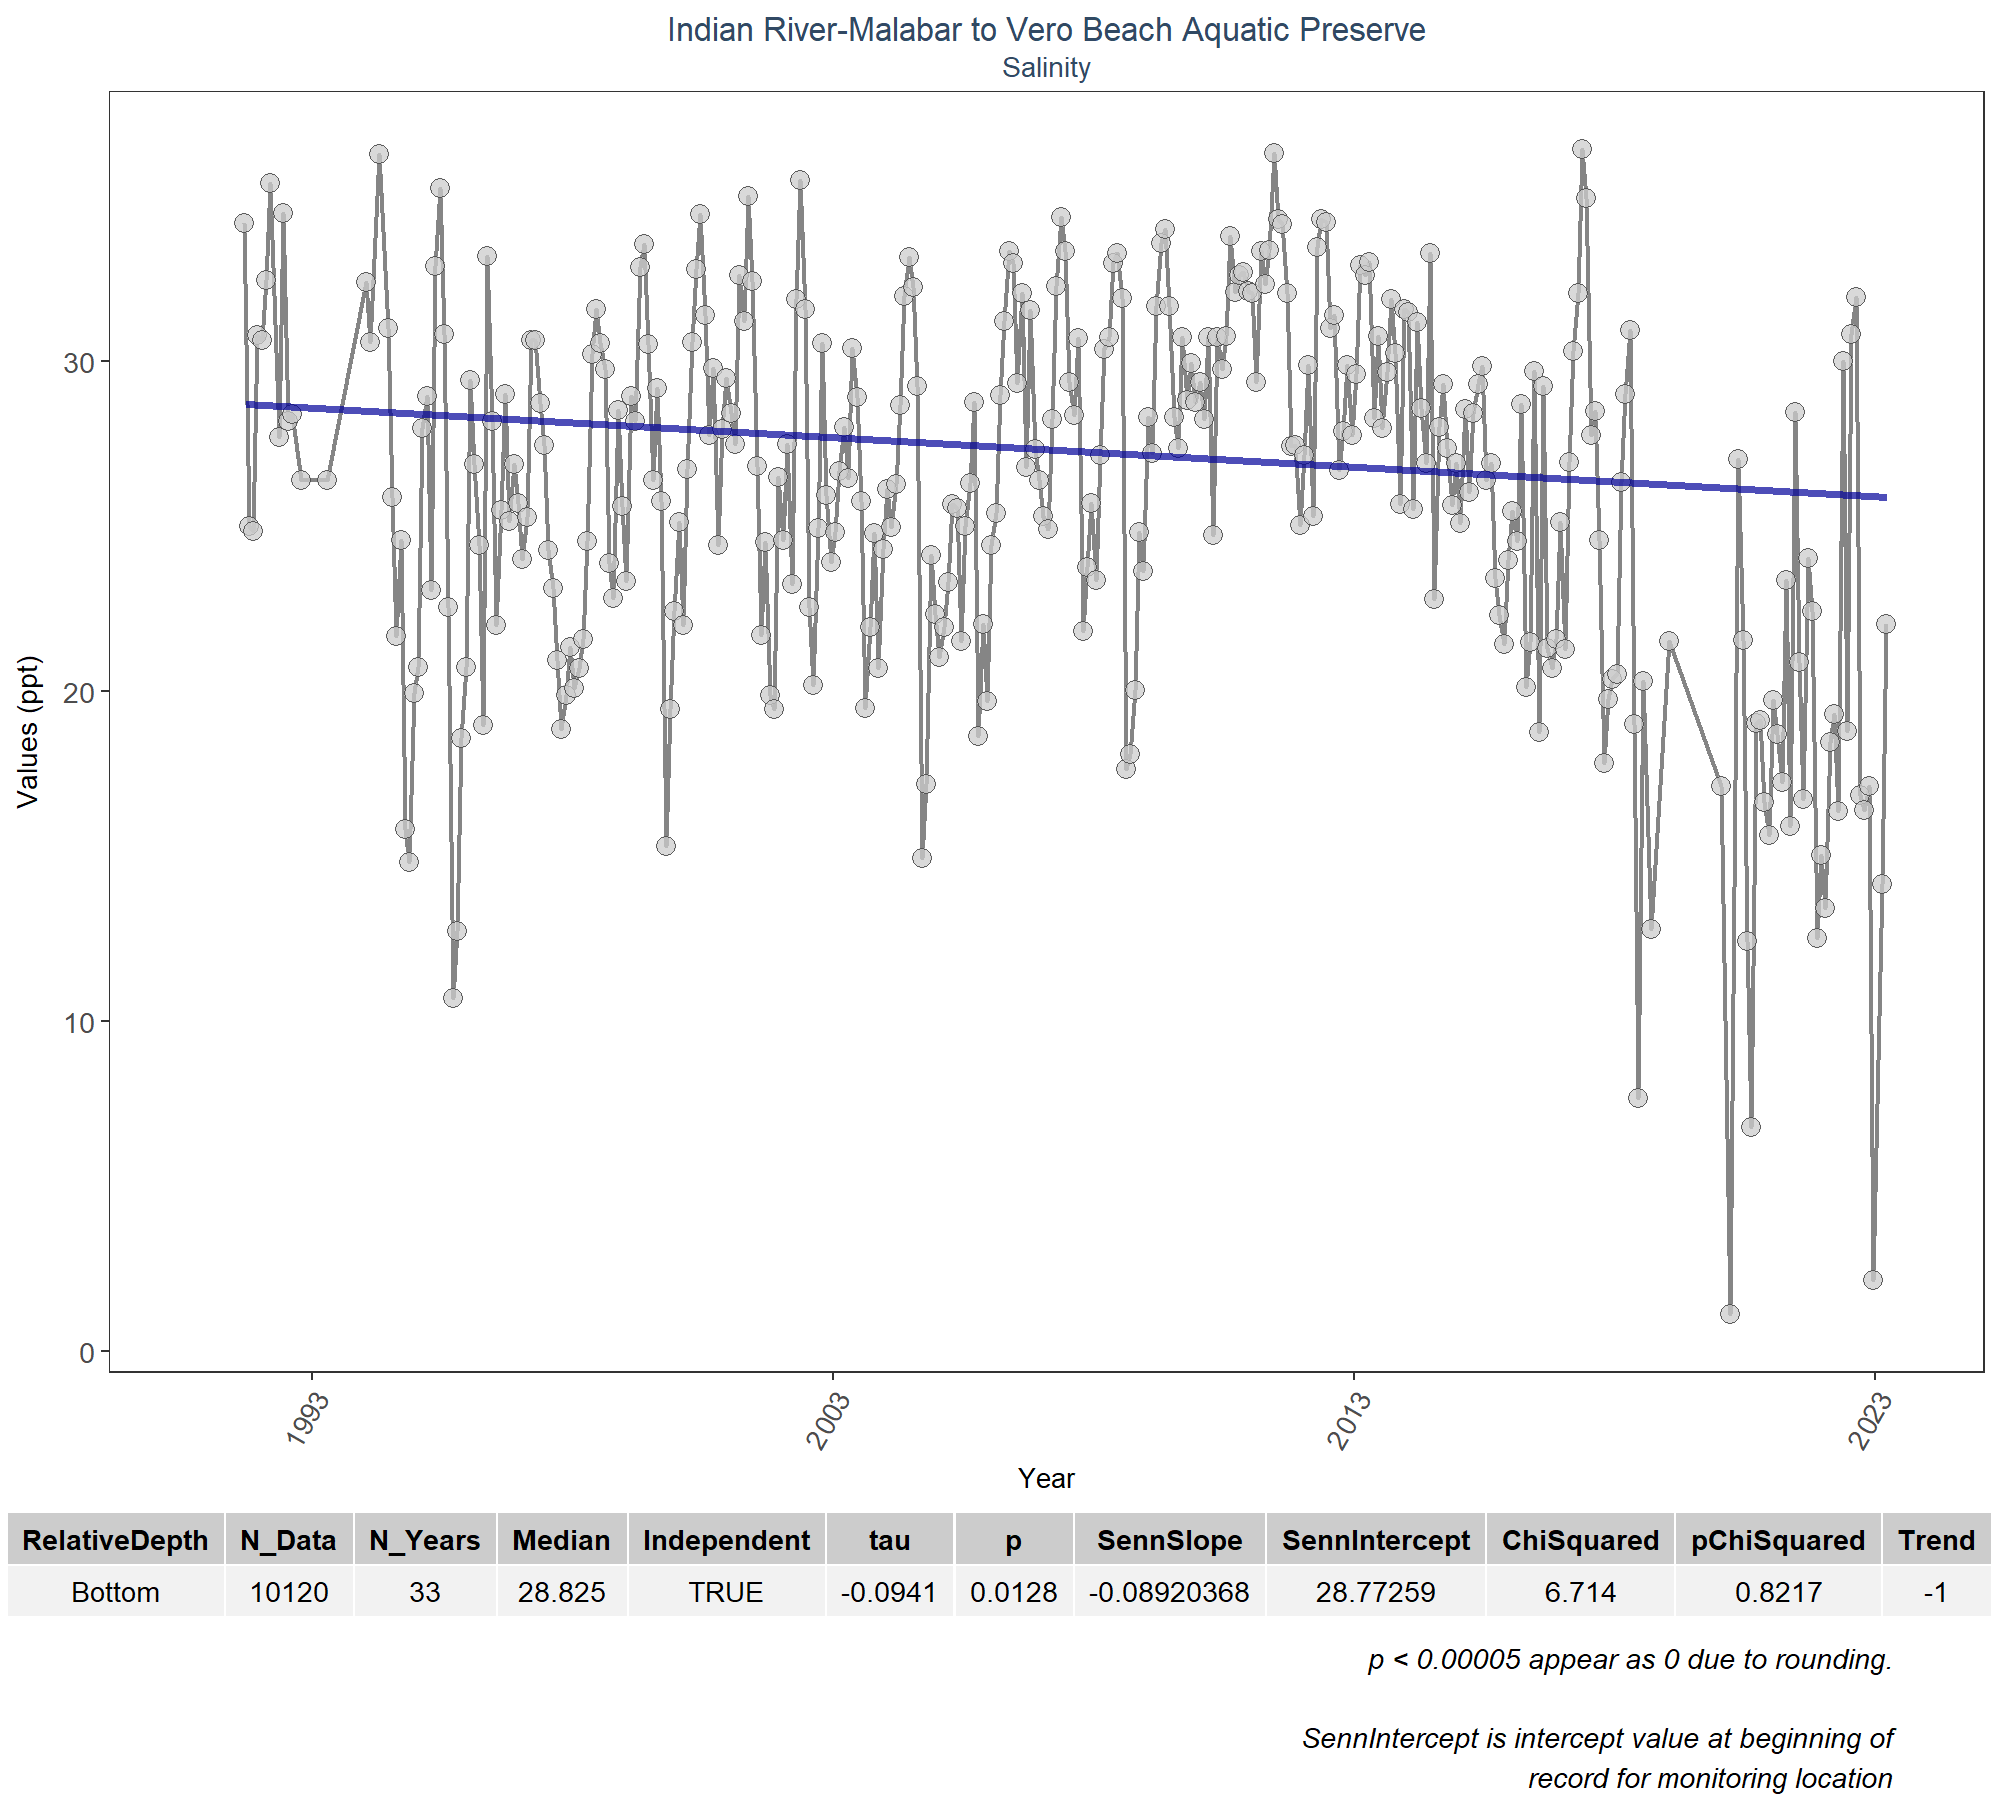 Indian River-Malabar to Vero Beach Aquatic Preserve
Salinity
Values (ppt)
30
20
10
0
1993
2003
2013
2023
Year
RelativeDepth N_Data N_Years Median Independent tau p SennSlope SennIntercept ChiSquared pChiSquared Trend
Bottom 10120 33 28.825 TRUE -0.0941 0.0128 -0.08920368 28.77259 6.714 0.8217 -1
p < 0.00005 appear as 0 due to rounding.
SennIntercept is intercept value at beginning of
record for monitoring location